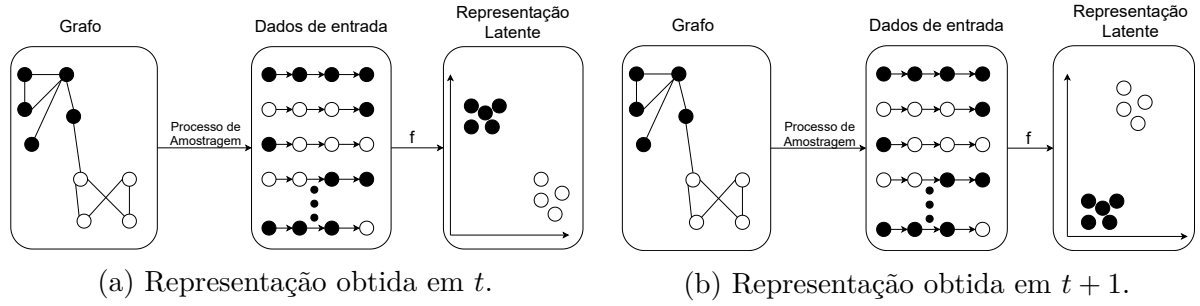 Grafo
Dados de entrada
Representação
Latente
Processo de
Amostragem
f
(a) Representação obtida em t.
Grafo
Dados de entrada
Representação
Latente
Processo de
Amostragem
f
(b) Representação obtida em t + 1.